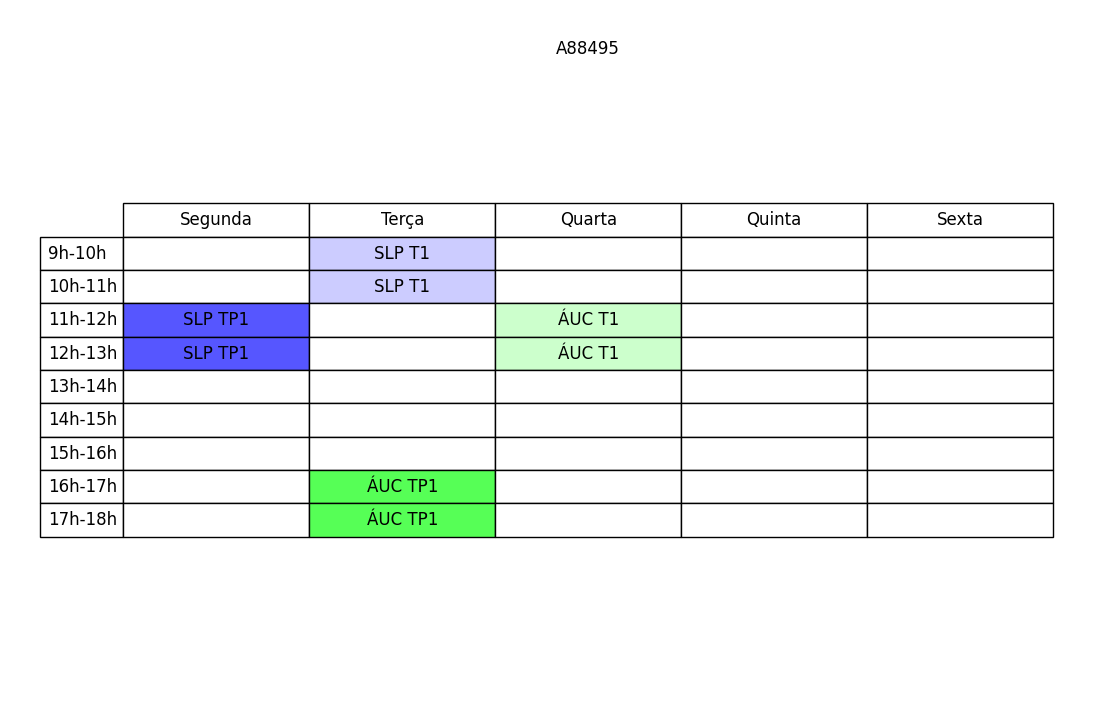 A88495
Segunda Terça Quarta Quinta Sexta
9h-10h SLP T1
10h-11h SLP T1
11h-12h SLP TP1 ÁUC T1
12h-13h SLP TP1 ÁUC T1
13h-14h
14h-15h
15h-16h
16h-17h ÁUC TP1
17h-18h ÁUC TP1